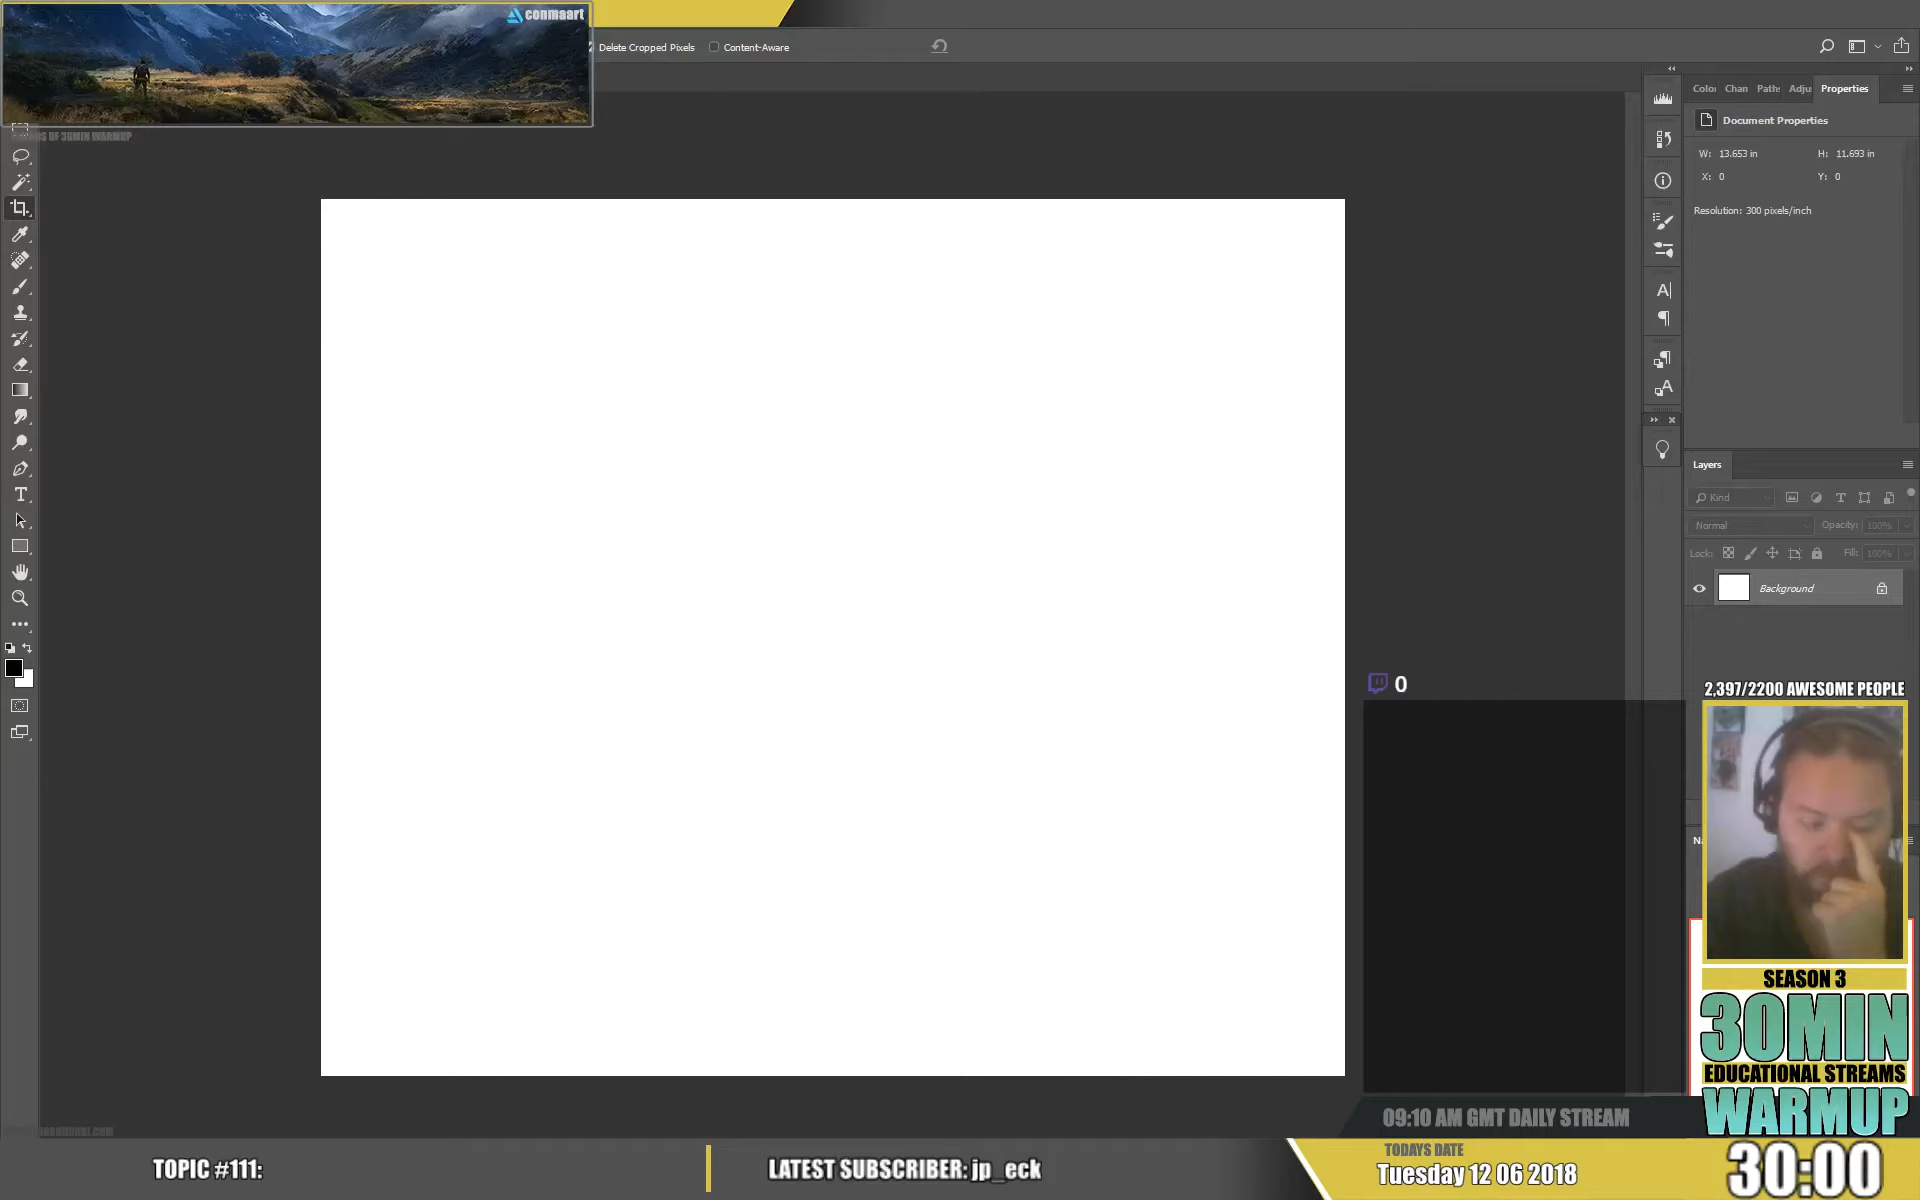 conmaart
Delete Cropped Pixels
Content-Aware
OF 30MIN WARMUP
Chan
Properties
Document Properties
W: 13.653 in
H: 11.693 in
X: 0
Y: 0
Resolution: 300 pixels/inch
Layers
Kind
Normal
Opacity: 100%
Lock:
Fill: 100%
Background
0
2,397/2200 AWESOME PEOPLE
SEASON 3
30MIN
EDUCATIONAL STREAMS
WARMUP
09:10 AM GMT DAILY STREAM
TODAYS DATE
Tuesday 12 06 2018
30:00
TOPIC #111:
LATEST SUBSCRIBER: jp_eck